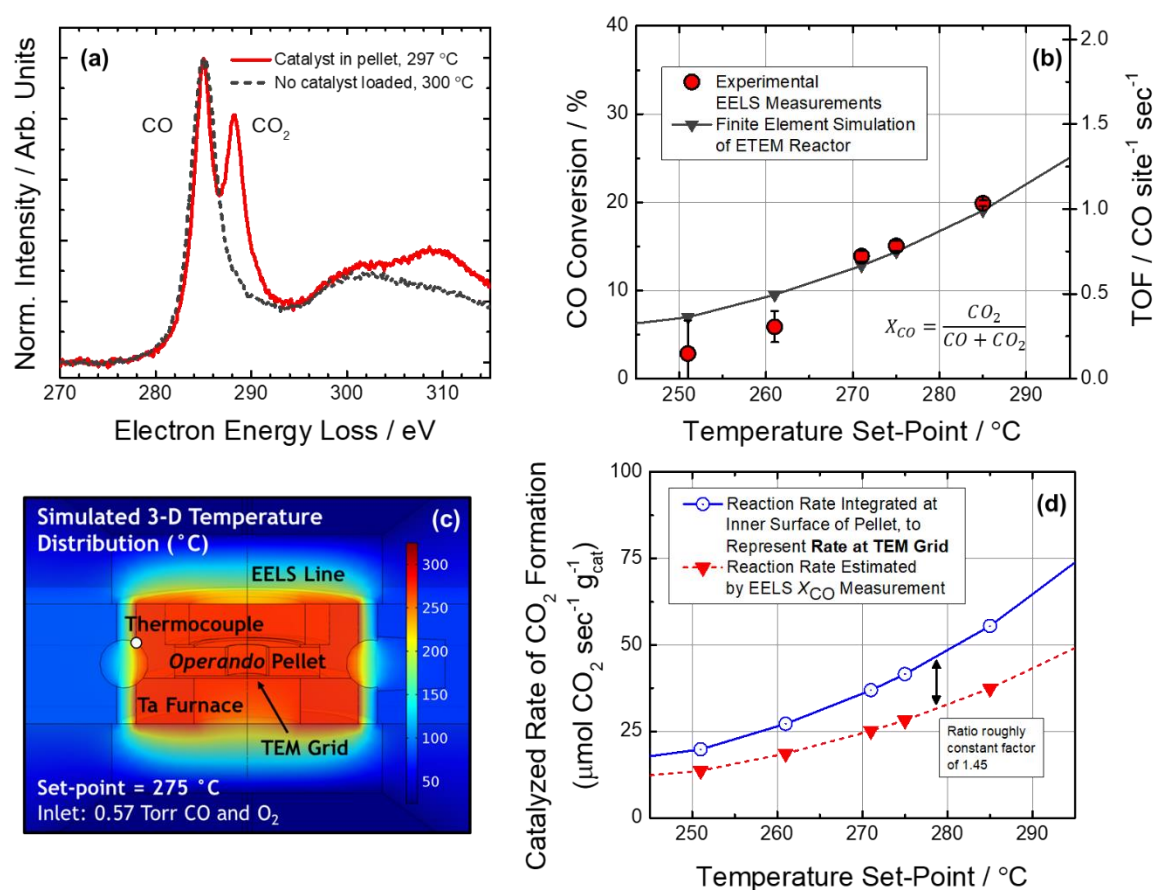 (a)
Catalyst in pellet, 297 °C
No catalyst loaded, 300 °C
CO
CO2
Norm. Intensity / Arb. Units
270 280 290 300 310
Electron Energy Loss / eV
(b)
Experimental
EELS Measurements
Finite Element Simulation
of ETEM Reactor
CO Conversion / %
40
30
20
10
0
TOF / CO site-1 sec-1
2.0
1.5
1.0
0.5
0.0
XCO = CO2 / CO + CO2
250 260 270 280 290
Temperature Set-Point / °C
Simulated 3-D Temperature
Distribution (°C)
(c)
EELS Line
Thermocouple
Operando Pellet
Ta Furnace
TEM Grid
Set-point = 275 °C
Inlet: 0.57 Torr CO and O2
300
250
200
150
100
50
(d)
Reaction Rate Integrated at
Inner Surface of Pellet, to
Represent Rate at TEM Grid
Reaction Rate Estimated
by EELS XCO Measurement
Catalyzed Rate of CO2 Formation
(μmol CO2 sec-1 g-1cat)
100
75
50
25
0
Ratio roughly
constant factor
of 1.45
250 260 270 280 290
Temperature Set-Point / °C